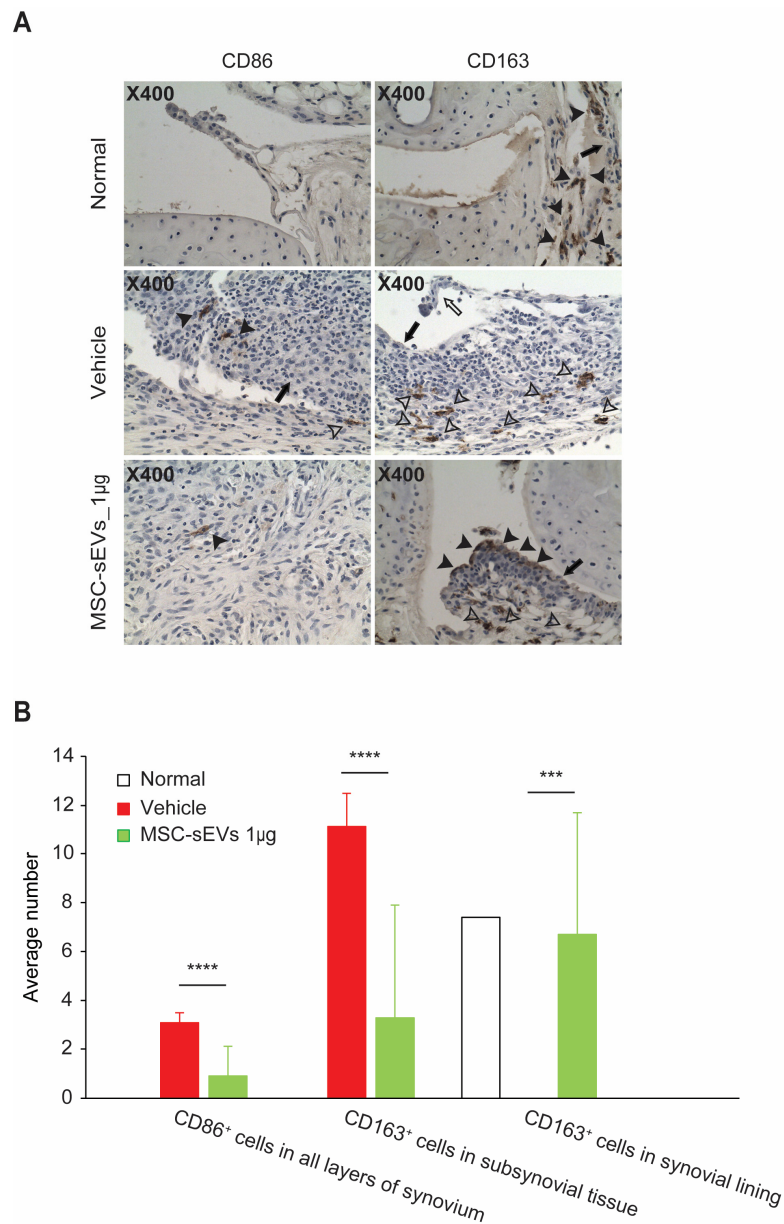 A
CD86
CD163
Normal
X400
X400
Vehicle
X400
X400
MSC-sEVs_1µg
X400
X400
B
Average number
14
12
10
8
6
4
2
0
Normal
Vehicle
MSC-sEVs 1µg
****
****
***
CD86⁺ cells in all layers of synovium
CD163⁺ cells in subsynovial tissue
CD163⁺ cells in synovial lining